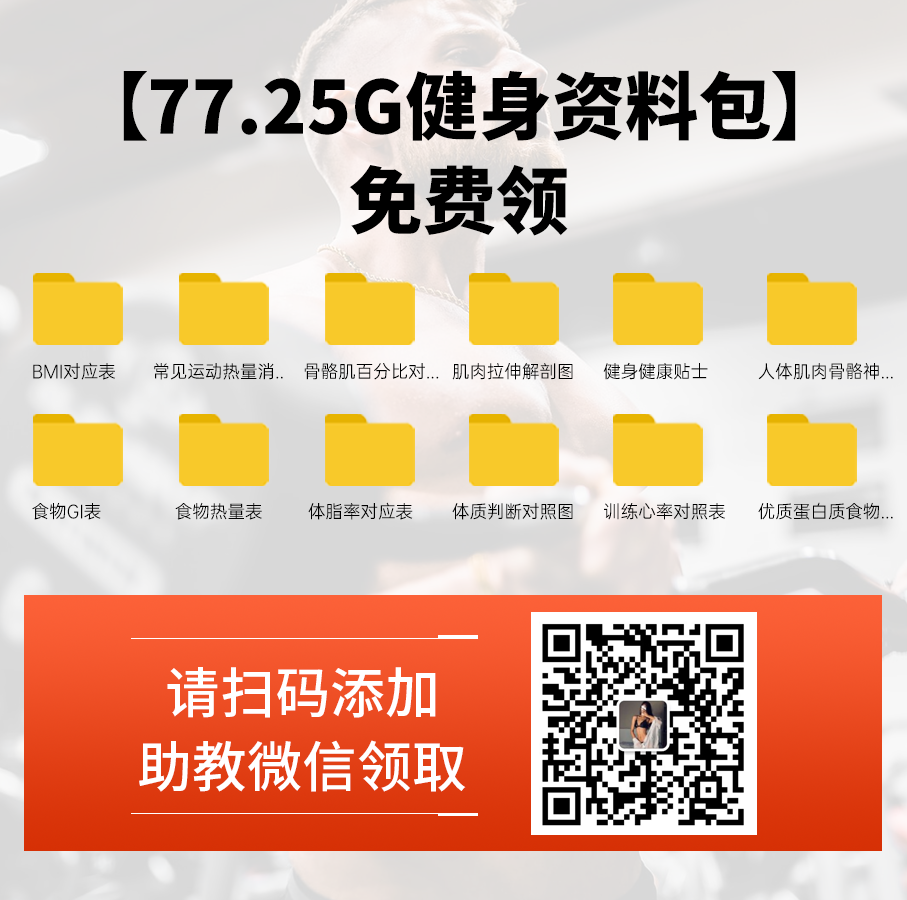 【77.25G健身资料包】
免费领
BMI对应表 常见运动热量消.. 骨骼肌百分比对... 肌肉拉伸解剖图 健身健康贴士 人体肌肉骨骼神...
食物GI表 食物热量表 体脂率对应表 体质判断对照图 训练心率对照表 优质蛋白质食物...
请扫码添加
助教微信领取